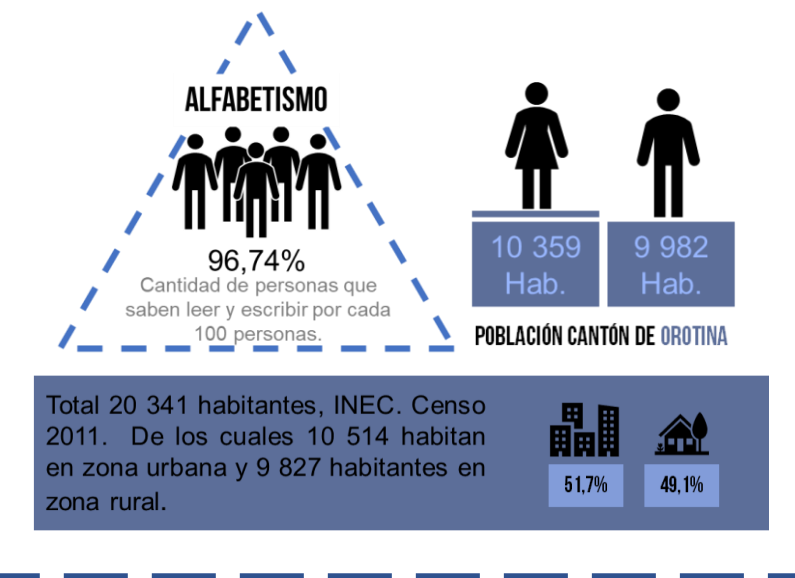 ALFABETISMO
96,74%
Cantidad de personas que
saben leer y escribir por cada
100 personas.
10 359
Hab.
9 982
Hab.
POBLACIÓN CANTÓN DE OROTINA
Total 20 341 habitantes, INEC. Censo
2011. De los cuales 10 514 habitan
en zona urbana y 9 827 habitantes en
zona rural.
51,7%
49,1%